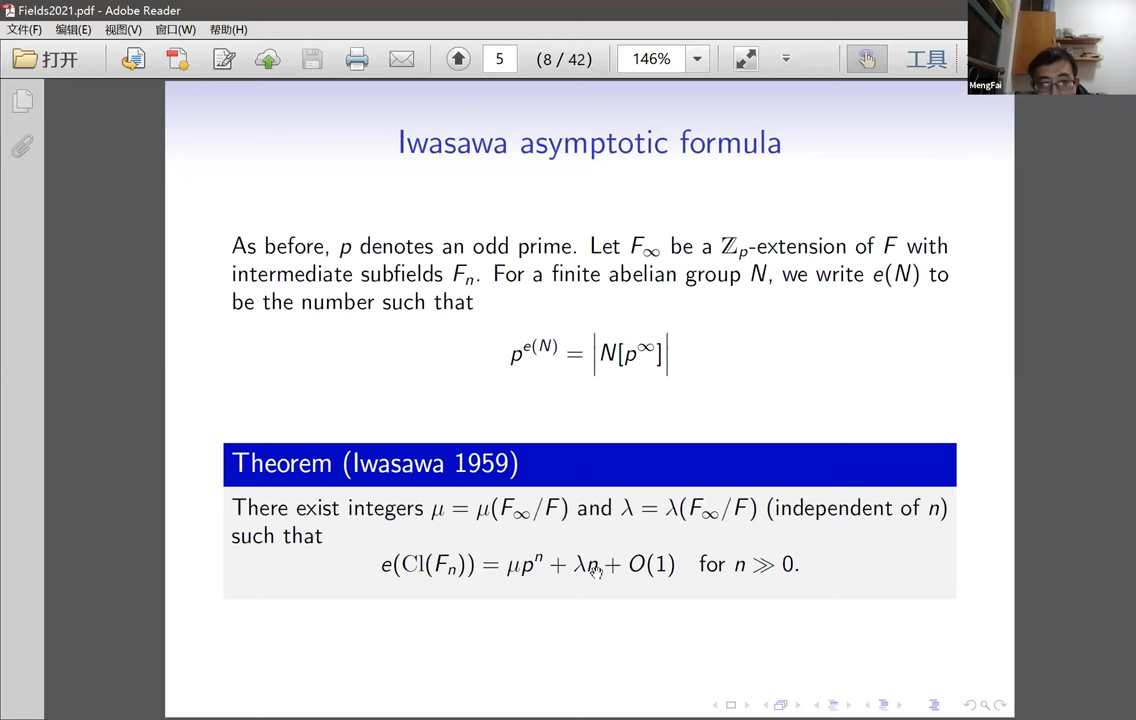 Fields2021.pdf - Adobe Reader
文件(F) 编辑(E) 视图(V) 窗口(W) 帮助(H)
打开 5 (8 / 42) 146% 工具
MengFai
Iwasawa asymptotic formula
As before, p denotes an odd prime. Let F∞ be a ℤp-extension of F with
intermediate subfields Fn. For a finite abelian group N, we write e(N) to
be the number such that
p^{e(N)} = |N[p^∞]|
Theorem (Iwasawa 1959)
There exist integers μ = μ(F∞/F) and λ = λ(F∞/F) (independent of n)
such that
e(Cl(Fn)) = μp^n + λn + O(1) for n ≫ 0.